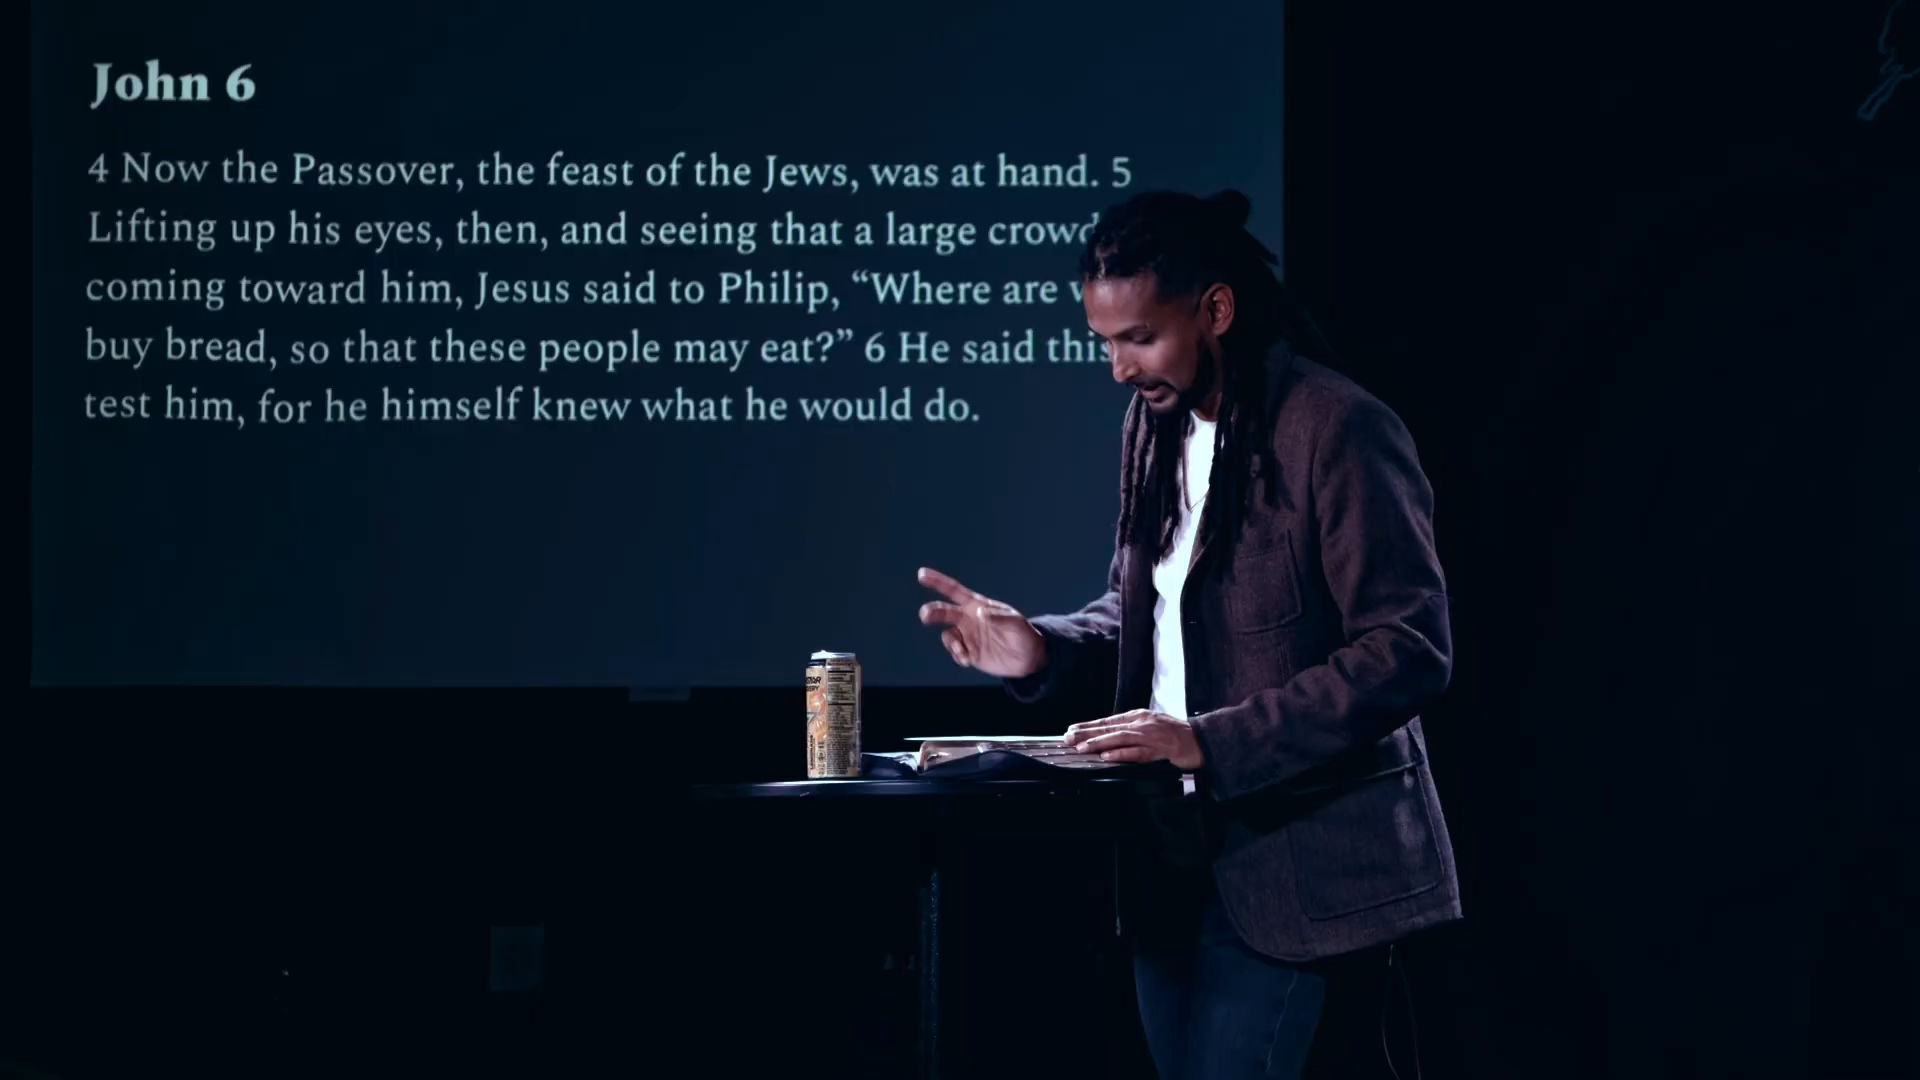 John 6
4 Now the Passover, the feast of the Jews, was at hand. 5
Lifting up his eyes, then, and seeing that a large crowd
coming toward him, Jesus said to Philip, “Where are
buy bread, so that these people may eat?” 6 He said this
test him, for he himself knew what he would do.